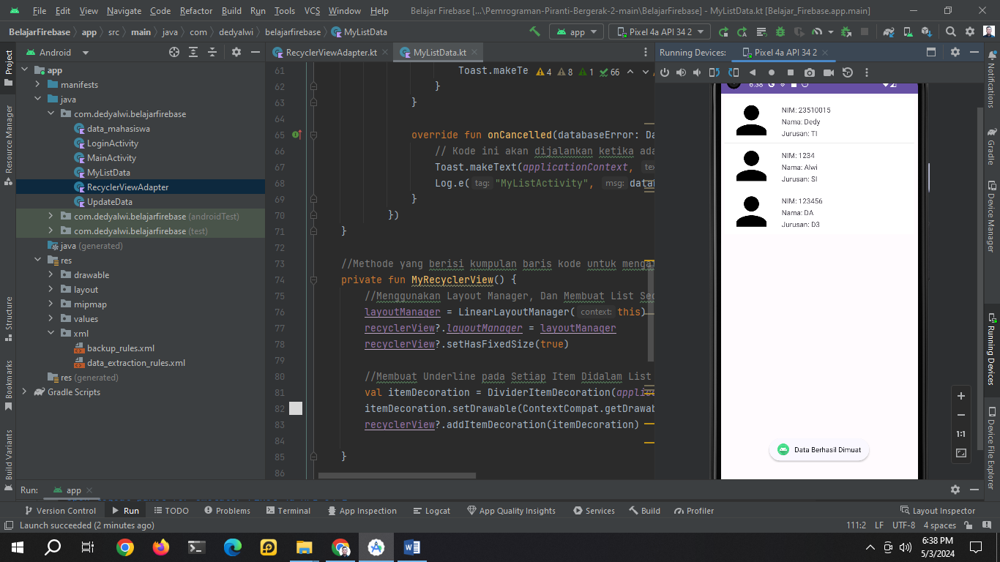 File Edit View Navigate Code Refactor Build Run Tools VCS Window Help Belajar Firebase [...\Pemrograman-Piranti-Bergerak-2-main\BelajarFirebase] - MyListData.kt [Belajar_Firebase.app.main]
BelajarFirebase app src main java com dedyalwi belajarfirebase MyListData app Pixel 4a API 34 2
Android
RecyclerViewAdapter.kt MyListData.kt
Running Devices: Pixel 4a API 34 2
Project
Resource Manager
Structure
Bookmarks
Build Variants
app
manifests
java
com.dedyalwi.belajarfirebase
data_mahasiswa
LoginActivity
MainActivity
MyListData
RecyclerViewAdapter
UpdateData
com.dedyalwi.belajarfirebase (androidTest)
com.dedyalwi.belajarfirebase (test)
java (generated)
res
drawable
layout
mipmap
values
xml
backup_rules.xml
data_extraction_rules.xml
res (generated)
Gradle Scripts
4 8 1 66
61 Toast.makeTe
62 }
63 }
64
65 override fun onCancelled(databaseError: Da
66 // Kode ini akan dijalankan ketika ada
67 Toast.makeText(applicationContext, tex
68 Log.e( tag: "MyListActivity", msg: datab
69 }
70 })
71 }
72
73 //Methode yang berisi kumpulan baris kode untuk menga
74 private fun MyRecyclerView() {
75 //Menggunakan Layout Manager, Dan Membuat List Sec
76 layoutManager = LinearLayoutManager( context: this)
77 recyclerView?.layoutManager = layoutManager
78 recyclerView?.setHasFixedSize(true)
79
80 //Membuat Underline pada Setiap Item Didalam List
81 val itemDecoration = DividerItemDecoration(applic
82 itemDecoration.setDrawable(ContextCompat.getDrawab
83 recyclerView?.addItemDecoration(itemDecoration)
84
85 }
86
6:38
NIM: 23510015
Nama: Dedy
Jurusan: TI
NIM: 1234
Nama: Alwi
Jurusan: SI
NIM: 123456
Nama: DA
Jurusan: D3
Data Berhasil Dimuat
1:1
Notifications
Gradle
Device Manager
Running Devices
Device File Explorer
Run: app
Version Control Run TODO Problems Terminal App Inspection Logcat App Quality Insights Services Build Profiler Layout Inspector
Launch succeeded (2 minutes ago) 111:2 LF UTF-8 4 spaces
6:38 PM
5/3/2024